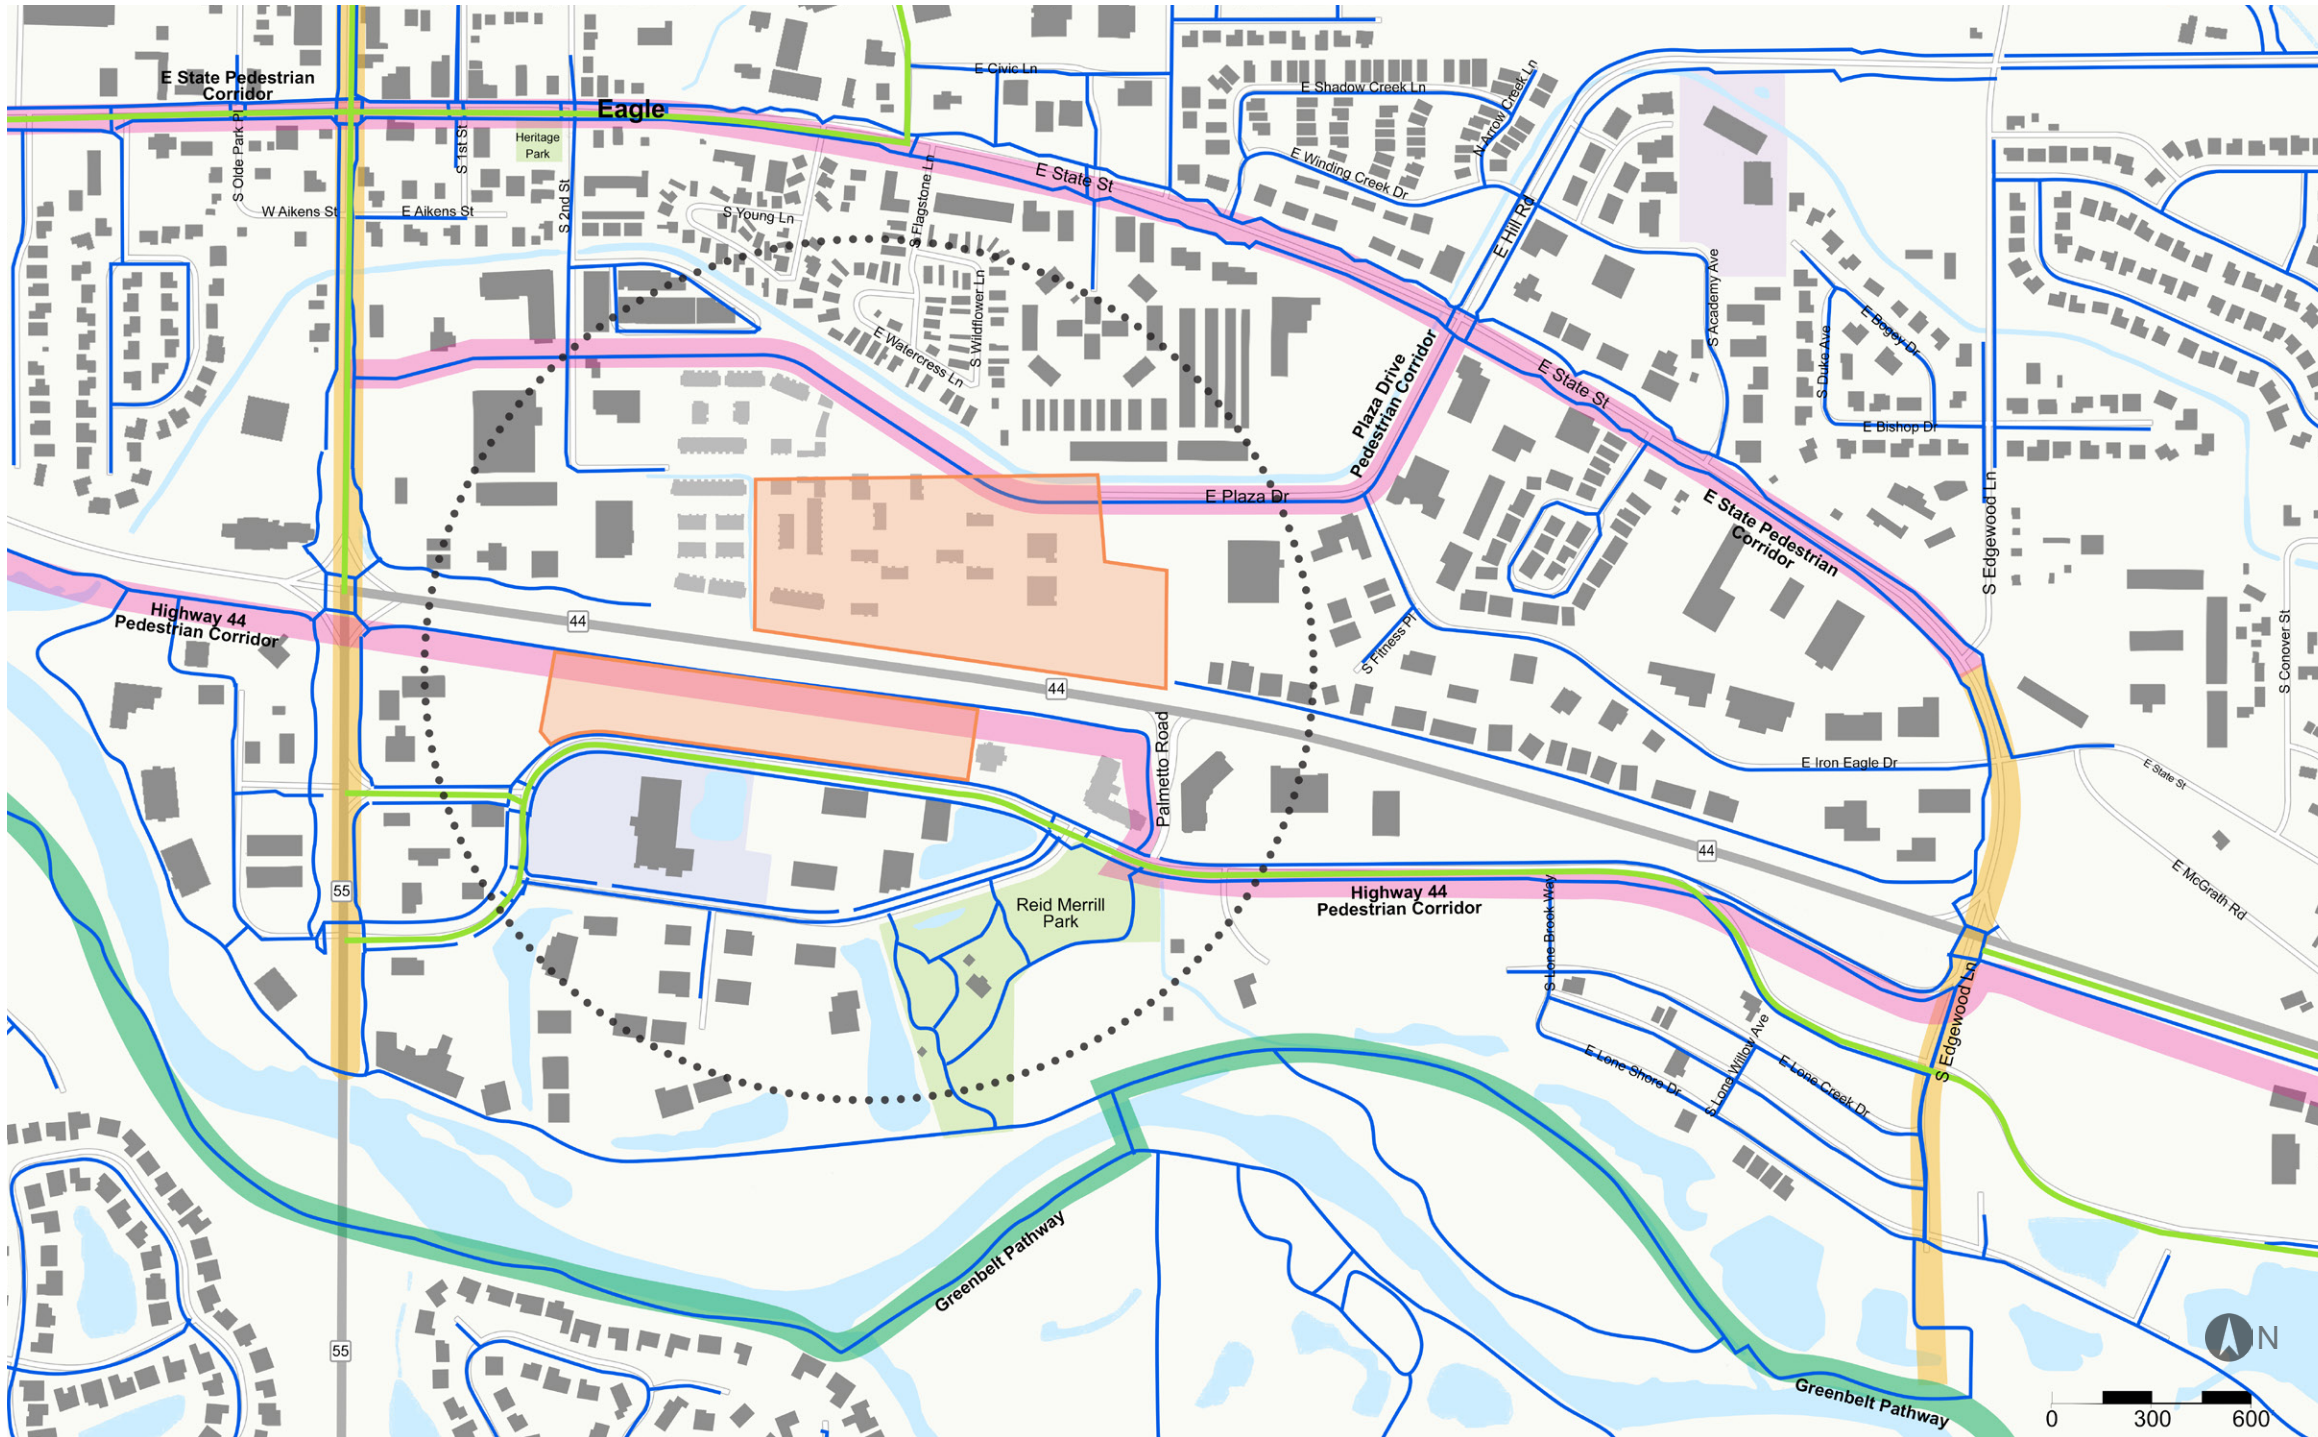 E Civic Ln
E State Pedestrian
Corridor
E Shadow Creek Ln
Eagle
N Arrow Creek Ln
Heritage
Park
S Olde Park Pl
S 1st St
E Winding Creek Dr
E State St
S 2nd St
S Flagstone Ln
W Aikens St
E Aikens St
S Young Ln
E Hill Rd
S Academy Ave
S Wildflower Ln
E Watercress Ln
E Bogey Dr
S Duke Ave
Plaza Drive
Pedestrian Corridor
E State St
E Bishop Dr
E Plaza Dr
E State Pedestrian
Corridor
S Edgewood Ln
Highway 44
Pedestrian Corridor
44
S Fitness Pl
S Conover St
44
Palmetto Road
E Iron Eagle Dr
E State St
44
55
Highway 44
Pedestrian Corridor
E McGrath Rd
Reid Merrill
Park
S Lone Brook Way
S Edgewood Ln
E Lone Shore Dr
S Lone Willow Ave
E Lone Creek Dr
Greenbelt Pathway
55
N
Greenbelt Pathway
0 300 600